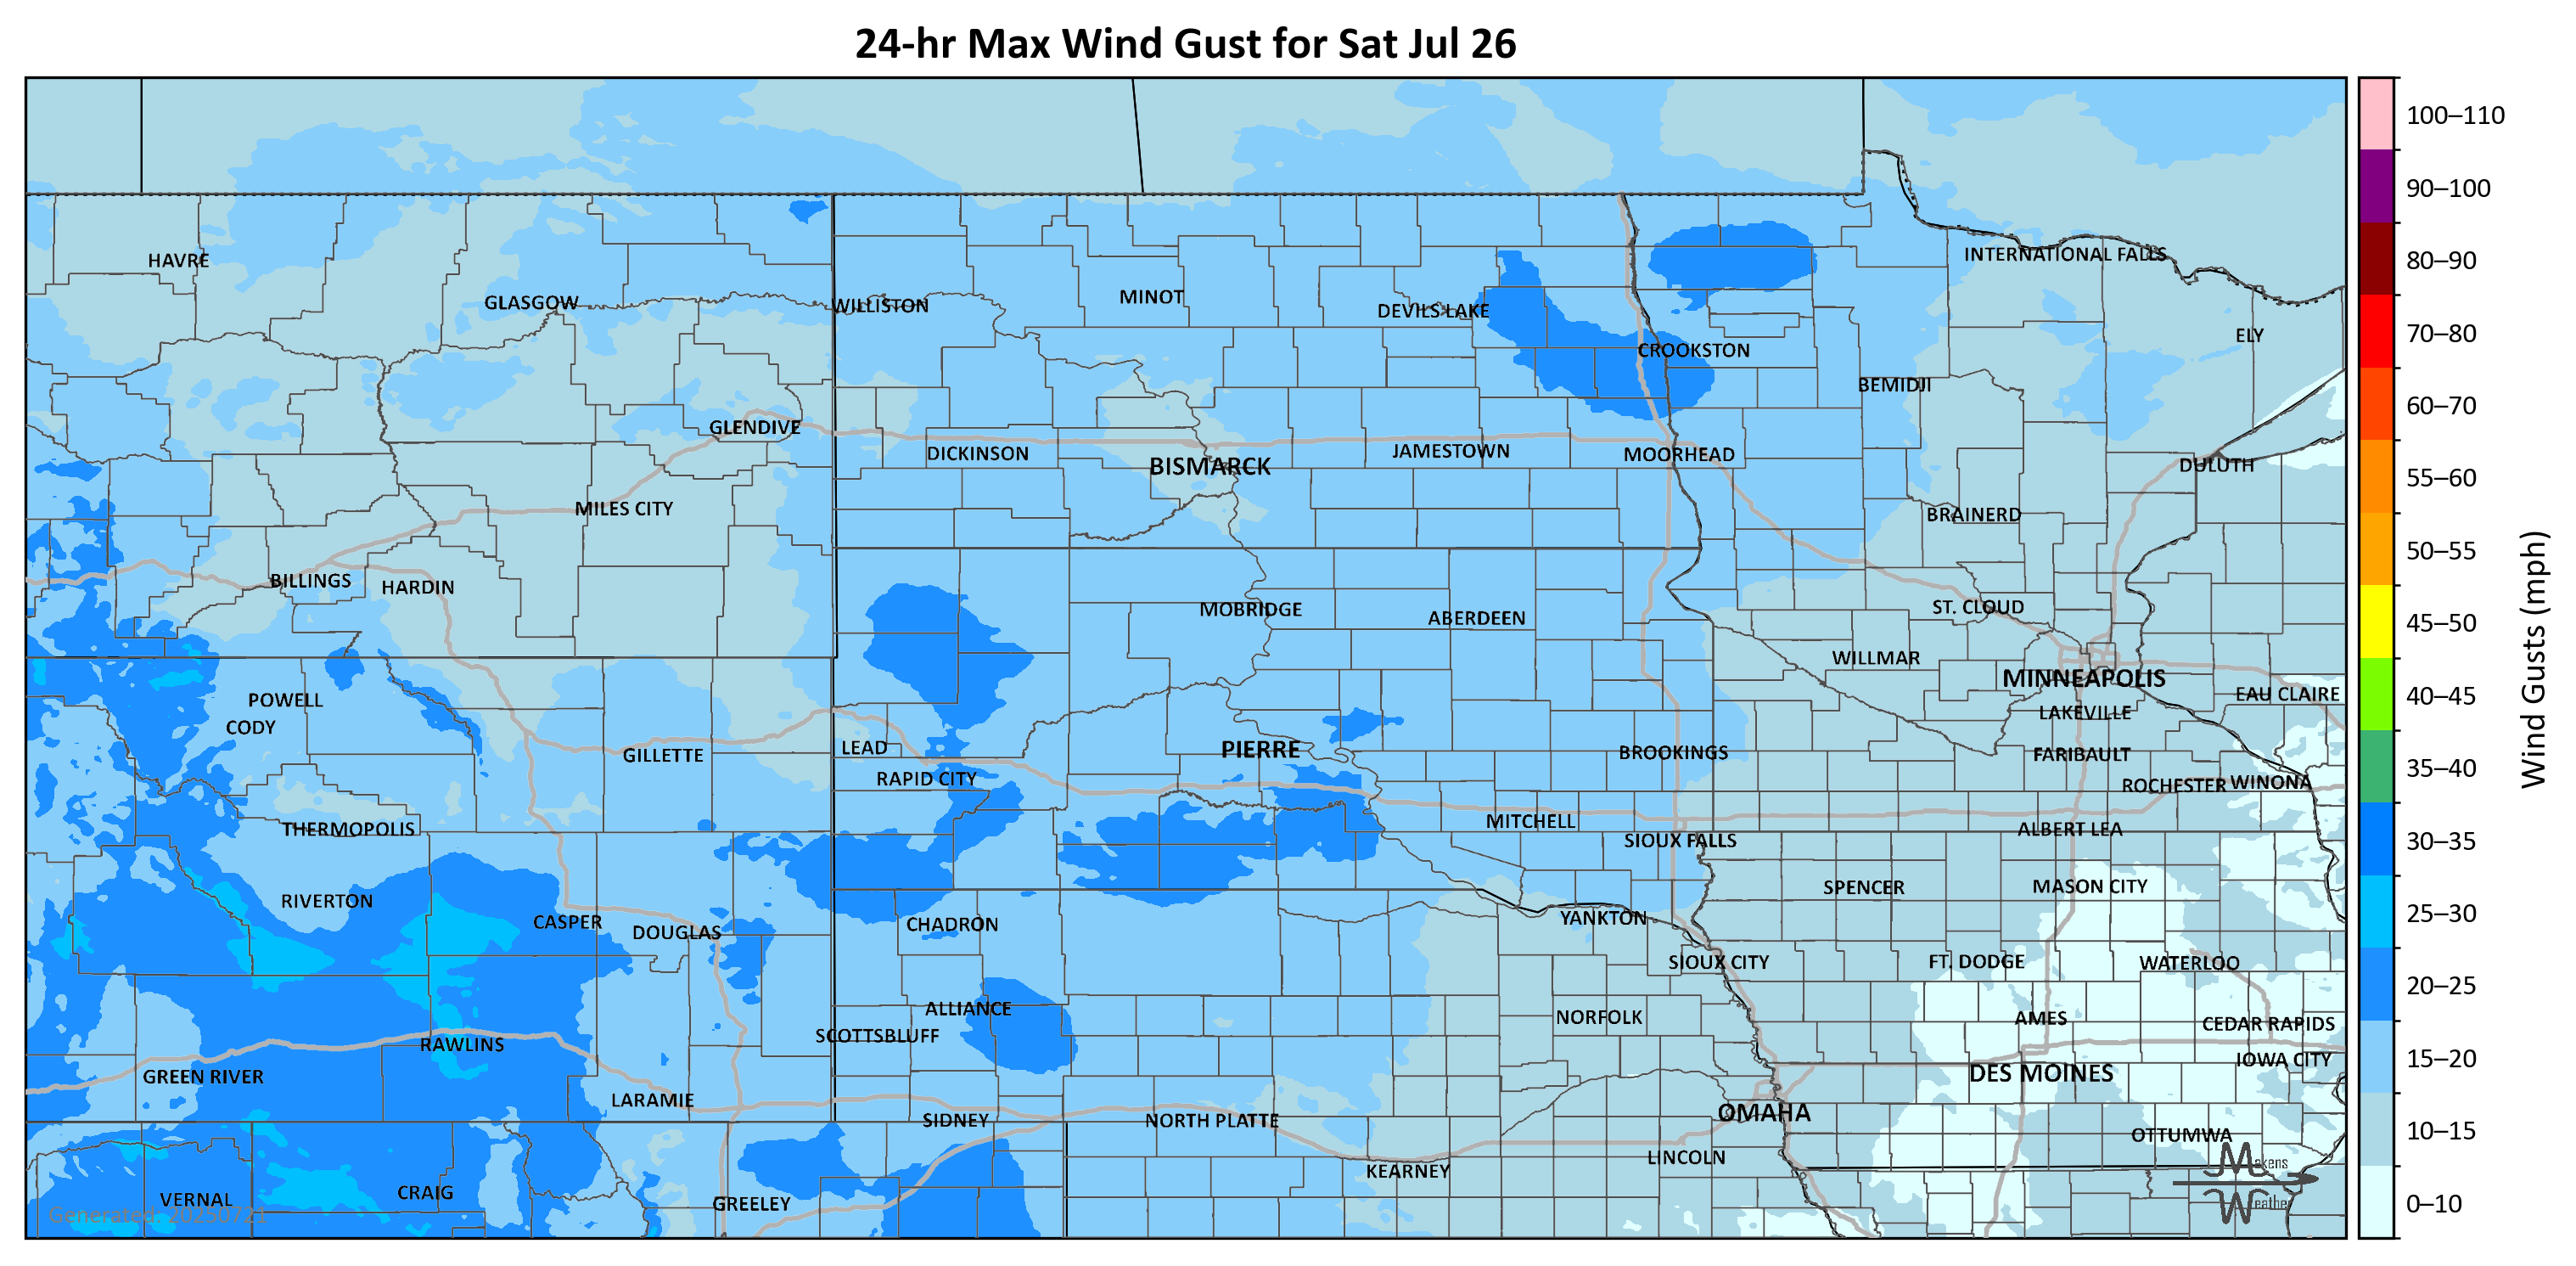 24-hr Max Wind Gust for Sat Jul 26
100–110
90–100
80–90
70–80
60–70
55–60
50–55
45–50
40–45
35–40
30–35
25–30
20–25
15–20
10–15
0–10
Wind Gusts (mph)
HAVRE
GLASGOW
WILLISTON
MINOT
DEVILS LAKE
CROOKSTON
INTERNATIONAL FALLS
ELY
BEMIDJI
GLENDIVE
DICKINSON
BISMARCK
JAMESTOWN
MOORHEAD
DULUTH
MILES CITY
BRAINERD
BILLINGS
HARDIN
MOBRIDGE
ABERDEEN
ST. CLOUD
WILLMAR
MINNEAPOLIS
EAU CLAIRE
POWELL
CODY
LAKEVILLE
GILLETTE
LEAD
PIERRE
BROOKINGS
FARIBAULT
RAPID CITY
ROCHESTER
WINONA
THERMOPOLIS
MITCHELL
SIOUX FALLS
ALBERT LEA
RIVERTON
CASPER
DOUGLAS
CHADRON
YANKTON
SPENCER
MASON CITY
SIOUX CITY
FT. DODGE
WATERLOO
ALLIANCE
SCOTTSBLUFF
NORFOLK
AMES
CEDAR RAPIDS
RAWLINS
IOWA CITY
GREEN RIVER
DES MOINES
LARAMIE
SIDNEY
NORTH PLATTE
OMAHA
OTTUMWA
KEARNEY
LINCOLN
VERNAL
CRAIG
GREELEY
Generated: 20250721
Makens
Weather